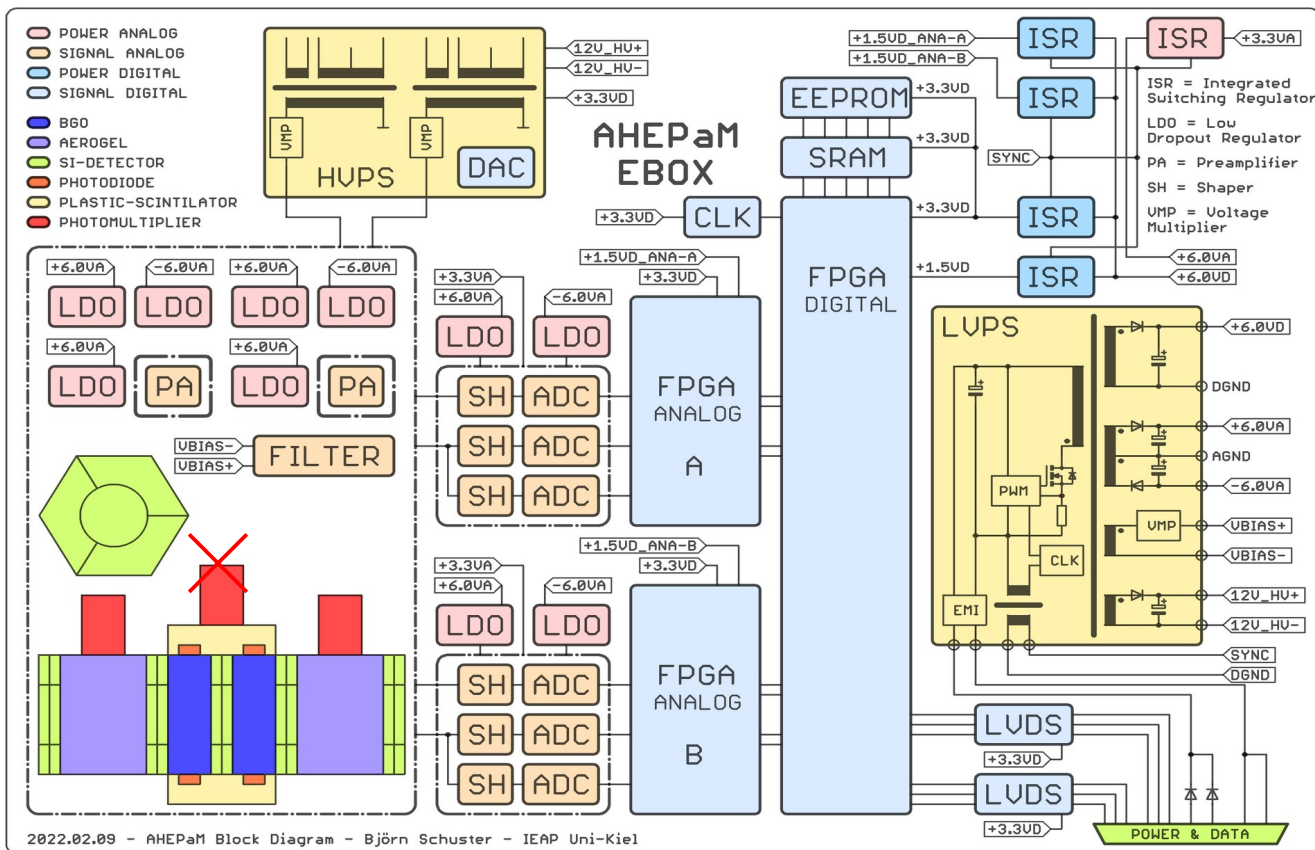 POWER ANALOG
SIGNAL ANALOG
POWER DIGITAL
SIGNAL DIGITAL
BGO
AEROGEL
SI-DETECTOR
PHOTODIODE
PLASTIC-SCINTILATOR
PHOTOMULTIPLIER
12V_HV+
12V_HV-
+3.3VD
VMP
VMP
DAC
HVPS
AHEPaM
EBOX
EEPROM
SRAM
CLK
+3.3VD
+3.3VD
+3.3VD
+3.3VD
+1.5VD
FPGA
DIGITAL
+1.5VD_ANA-A
+1.5VD_ANA-B
ISR
ISR
+3.3VA
ISR
SYNC
ISR
ISR
+6.0VA
+6.0VD
ISR = Integrated
Switching Regulator
LDO = Low
Dropout Regulator
PA = Preamplifier
SH = Shaper
VMP = Voltage
Multiplier
+6.0VA
-6.0VA
+6.0VA
-6.0VA
LDO
LDO
LDO
LDO
+6.0VA
+6.0VA
LDO
PA
LDO
PA
VBIAS-
VBIAS+
FILTER
+3.3VA
+6.0VA
-6.0VA
LDO
LDO
SH
ADC
SH
ADC
SH
ADC
+1.5VD_ANA-A
+3.3VD
FPGA
ANALOG
A
+3.3VA
+6.0VA
-6.0VA
LDO
LDO
SH
ADC
SH
ADC
SH
ADC
+1.5VD_ANA-B
+3.3VD
FPGA
ANALOG
B
LVPS
PWM
CLK
EMI
VMP
+6.0VD
DGND
+6.0VA
AGND
-6.0VA
VBIAS+
VBIAS-
12V_HV+
12V_HV-
SYNC
DGND
LVDS
+3.3VD
LVDS
+3.3VD
POWER & DATA
2022.02.09 - AHEPaM Block Diagram - Björn Schuster - IEAP Uni-Kiel